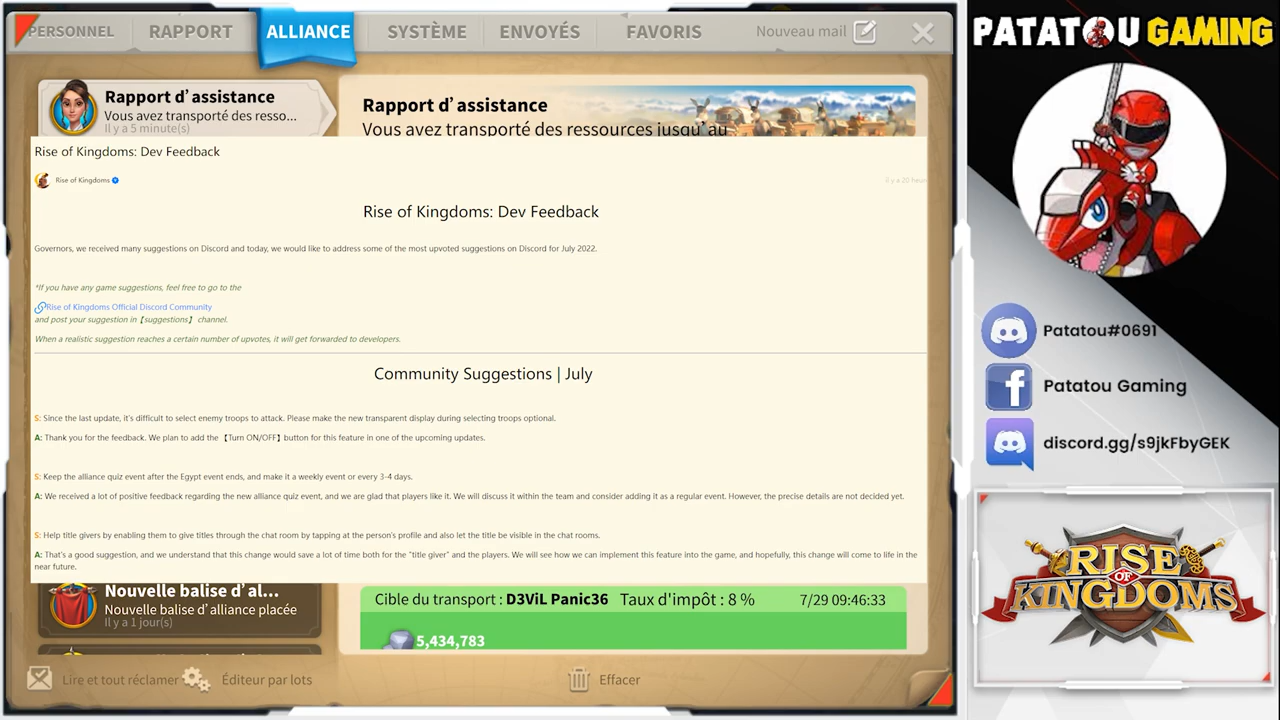 PERSONNEL
RAPPORT
ALLIANCE
SYSTÈME
ENVOYÉS
FAVORIS
Nouveau mail
Rapport d'assistance
Vous avez transporté des resso...
Il y a 5 minute(s)
Rapport d'assistance
Vous avez transporté des ressources jusqu'au
Rise of Kingdoms: Dev Feedback
Rise of Kingdoms
il y a 20 heur
Rise of Kingdoms: Dev Feedback
Governors, we received many suggestions on Discord and today, we would like to address some of the most upvoted suggestions on Discord for July 2022.
*If you have any game suggestions, feel free to go to the
Rise of Kingdoms Official Discord Community
and post your suggestion in【suggestions】 channel.
When a realistic suggestion reaches a certain number of upvotes, it will get forwarded to developers.
Community Suggestions | July
S: Since the last update, it's difficult to select enemy troops to attack. Please make the new transparent display during selecting troops optional.
A: Thank you for the feedback. We plan to add the【Turn ON/OFF】button for this feature in one of the upcoming updates.
S: Keep the alliance quiz event after the Egypt event ends, and make it a weekly event or every 3-4 days.
A: We received a lot of positive feedback regarding the new alliance quiz event, and we are glad that players like it. We will discuss it within the team and consider adding it as a regular event. However, the precise details are not decided yet.
S: Help title givers by enabling them to give titles through the chat room by tapping at the person's profile and also let the title be visible in the chat rooms.
A: That's a good suggestion, and we understand that this change would save a lot of time both for the "title giver" and the players. We will see how we can implement this feature into the game, and hopefully, this change will come to life in the
near future.
Nouvelle balise d'al...
Nouvelle balise d'alliance placée
Il y a 1 jour(s)
Cible du transport : D3ViL Panic36 Taux d'impôt : 8 % 7/29 09:46:33
5,434,783
Lire et tout réclamer
Éditeur par lots
Effacer
PATATOU GAMING
Patatou#0691
Patatou Gaming
discord.gg/s9jkFbyGEK
RISE
OF
KINGDOMS